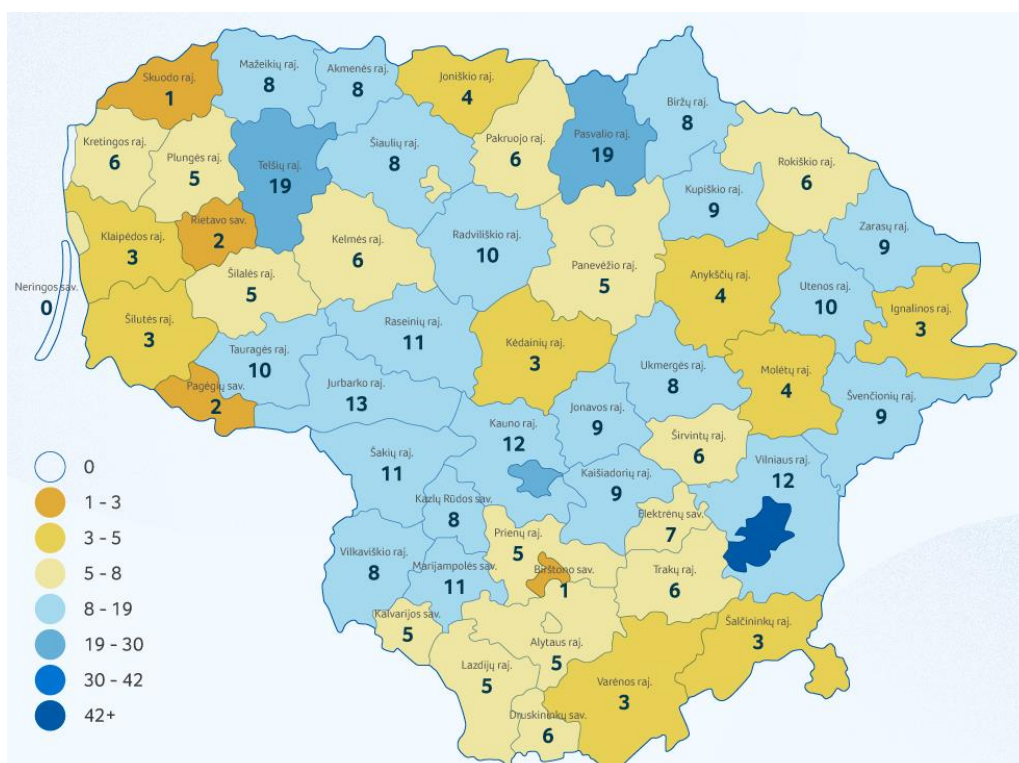 Skuodo raj.
1
Mažeikių raj.
8
Akmenės raj.
8
Joniškio raj.
4
Biržų raj.
8
Kretingos raj.
6
Plungės raj.
5
Telšių raj.
19
Šiaulių raj.
8
Pakruojo raj.
6
Pasvalio raj.
19
Rokiškio raj.
6
Kupiškio raj.
9
Klaipėdos raj.
3
Rietavo sav.
2
Kelmės raj.
6
Radviliškio raj.
10
Panevėžio raj.
5
Zarasų raj.
9
Neringos sav.
0
Šilalės raj.
5
Anykščių raj.
4
Utenos raj.
10
Ignalinos raj.
3
Šilutės raj.
3
Raseinių raj.
11
Kėdainių raj.
3
Tauragės raj.
10
Ukmergės raj.
8
Molėtų raj.
4
Pagėgių sav.
2
Jurbarko raj.
13
Jonavos raj.
9
Švenčionių raj.
9
Kauno raj.
12
Širvintų raj.
6
Šakių raj.
11
Kaišiadorių raj.
9
Vilniaus raj.
12
Kazlų Rūdos sav.
8
Elektrėnų sav.
7
Vilkaviškio raj.
8
Marijampolės sav.
11
Prienų raj.
5
Birštono sav.
1
Trakų raj.
6
Kalvarijos sav.
5
Alytaus raj.
5
Šalčininkų raj.
3
Lazdijų raj.
5
Varėnos raj.
3
Druskininkų sav.
6
0
1 - 3
3 - 5
5 - 8
8 - 19
19 - 30
30 - 42
42+